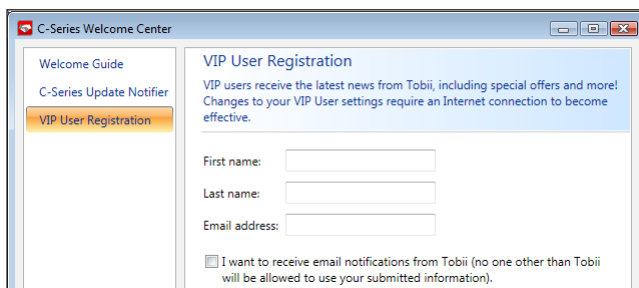 C-Series Welcome Center
Welcome Guide
C-Series Update Notifier
VIP User Registration
VIP User Registration
VIP users receive the latest news from Tobii, including special offers and more!
Changes to your VIP User settings require an Internet connection to become
effective.
First name:
Last name:
Email address:
I want to receive email notifications from Tobii (no one other than Tobii
will be allowed to use your submitted information).